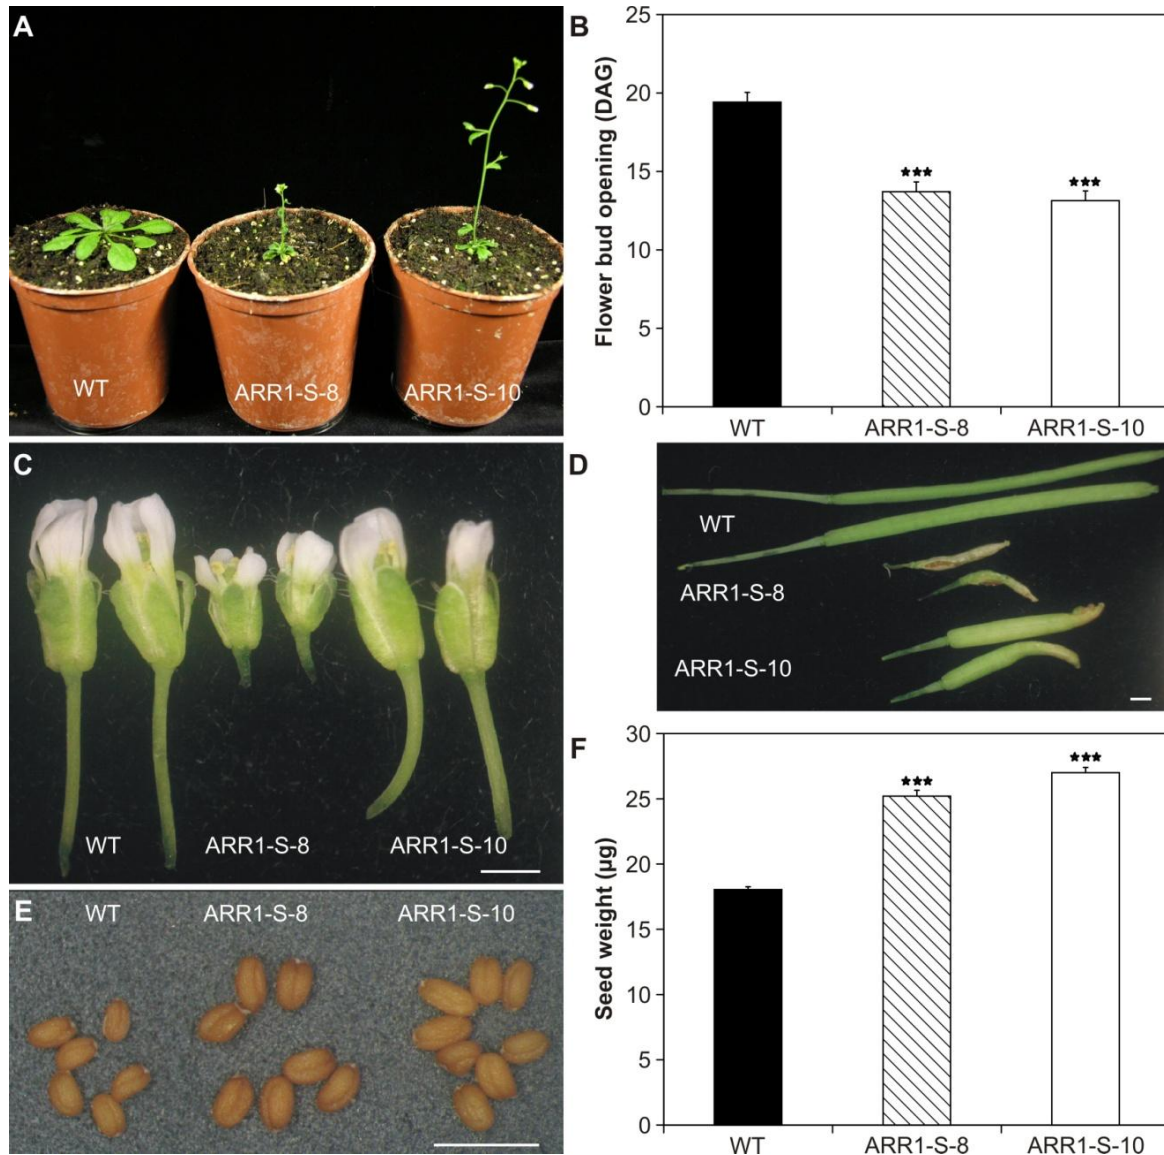 A
WT
ARR1-S-8
ARR1-S-10
B
Flower bud opening (DAG)
25
20
15
10
5
0
***
***
WT
ARR1-S-8
ARR1-S-10
C
WT
ARR1-S-8
ARR1-S-10
D
WT
ARR1-S-8
ARR1-S-10
E
WT
ARR1-S-8
ARR1-S-10
F
Seed weight (µg)
30
25
20
15
10
5
0
***
***
WT
ARR1-S-8
ARR1-S-10